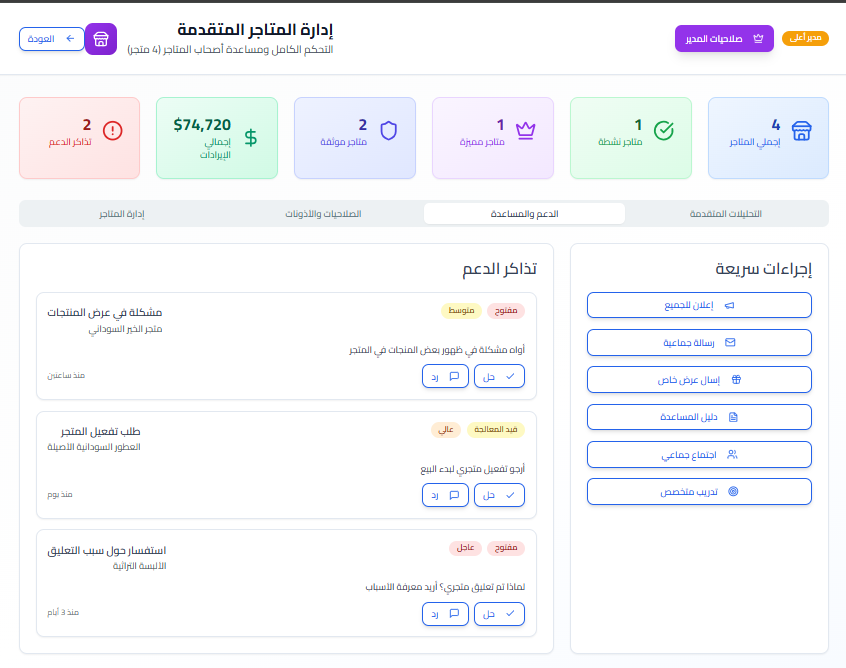 مدير أعلى
صلاحيات المدير
إدارة المتاجر المتقدمة
التحكم الكامل ومساعدة أصحاب المتاجر (4 متجر)
العودة
4
إجملي المتاجر
1
متاجر نشطة
1
متاجر مميزة
2
متاجر موثقة
$74,720
إجمالي
الإيرادات
2
تذاكر الدعم
التحليلات المتقدمة
الدعم والمساعدة
الصلاحيات والأذونات
إدارة المتاجر
إجراءات سريعة
إعلان للجميع
رسالة جماعية
إسال عرض خاص
دليل المساعدة
اجتماع جماعي
تدريب متخصص
تذاكر الدعم
مفتوح
متوسط
مشكلة في عرض المنتجات
متجر الخير السوداني
أواه مشكلة في ظهور بعض المنجات في المتجر
حل
رد
منذ ساعتين
قيد المعالجة
عالي
طلب تفعيل المتجر
العطور السودانية الأصيلة
أرجو تفعيل متجري لبدء البيع
حل
رد
منذ يوم
مفتوح
عاجل
استفسار حول سبب التعليق
الألبسة التراثية
لماذا تم تعليق متجري؟ أريد معرفة الأسباب
حل
رد
منذ 3 أيام